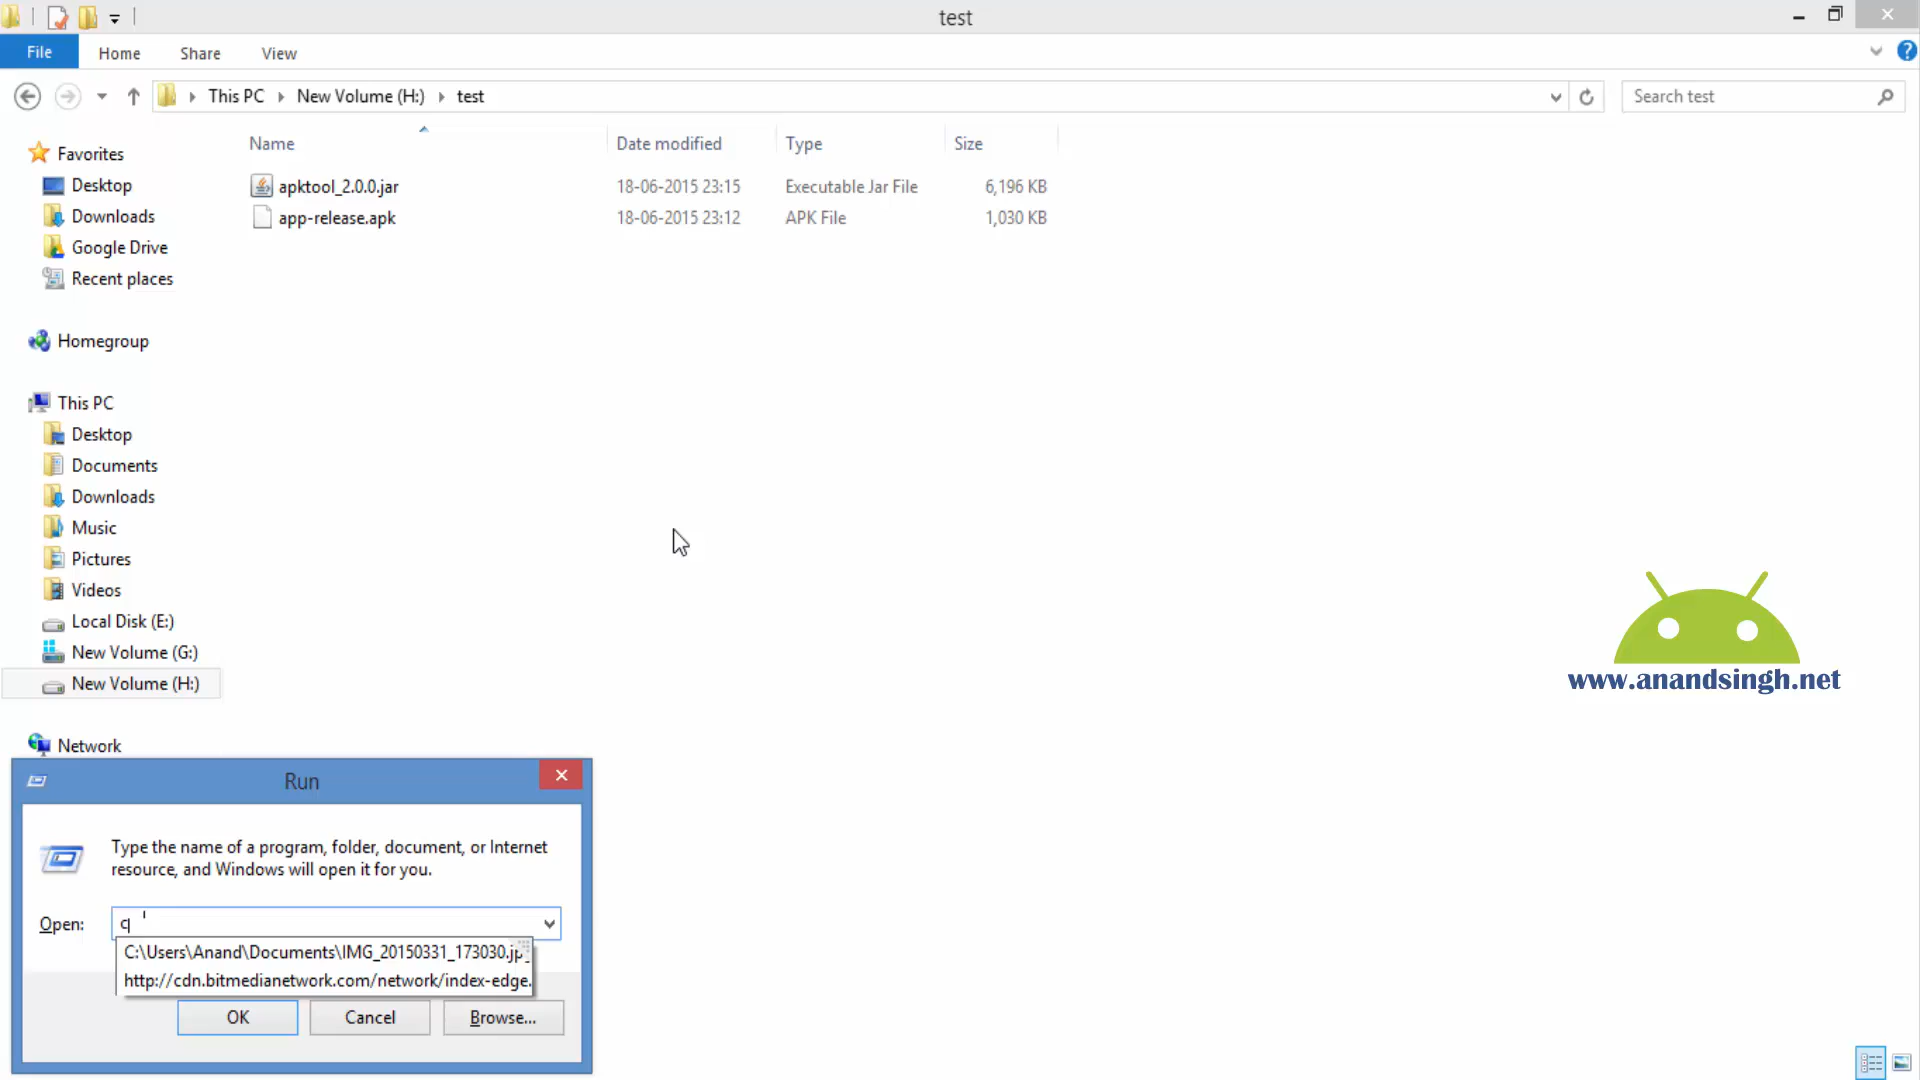 test
File
Home
Share
View
This PC
New Volume (H:)
test
Search test
Name
Date modified
Type
Size
apktool_2.0.0.jar
18-06-2015 23:15
Executable Jar File
6,196 KB
app-release.apk
18-06-2015 23:12
APK File
1,030 KB
Favorites
Desktop
Downloads
Google Drive
Recent places
Homegroup
This PC
Desktop
Documents
Downloads
Music
Pictures
Videos
Local Disk (E:)
New Volume (G:)
New Volume (H:)
Network
www.anandsingh.net
Run
Type the name of a program, folder, document, or Internet
resource, and Windows will open it for you.
Open:
c
C:\Users\Anand\Documents\IMG_20150331_173030.jp
http://cdn.bitmedianetwork.com/network/index-edge.
OK
Cancel
Browse...